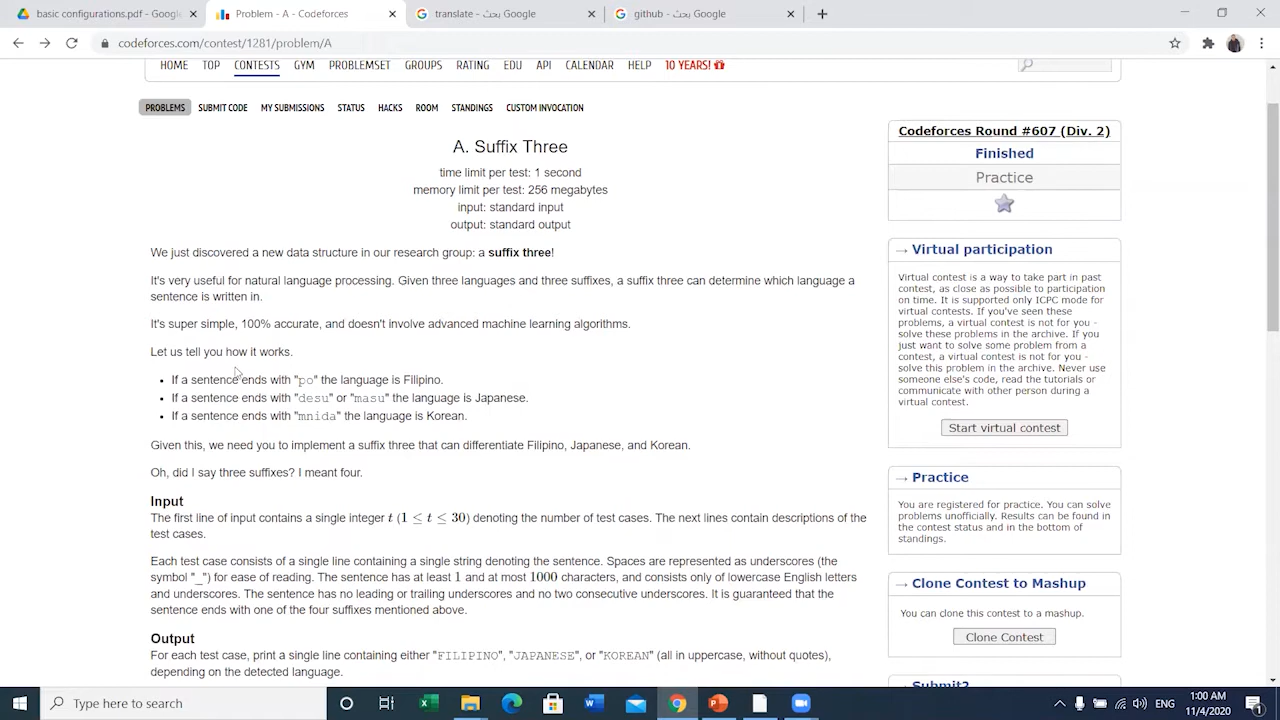 basic configurations.pdf - Google
Problem - A - Codeforces
translate - بحث Google
github - بحث Google
codeforces.com/contest/1281/problem/A
HOME TOP CONTESTS GYM PROBLEMSET GROUPS RATING EDU API CALENDAR HELP 10 YEARS!
PROBLEMS SUBMIT CODE MY SUBMISSIONS STATUS HACKS ROOM STANDINGS CUSTOM INVOCATION
A. Suffix Three
time limit per test: 1 second
memory limit per test: 256 megabytes
input: standard input
output: standard output
We just discovered a new data structure in our research group: a suffix three!
It's very useful for natural language processing. Given three languages and three suffixes, a suffix three can determine which language a
sentence is written in.
It's super simple, 100% accurate, and doesn't involve advanced machine learning algorithms.
Let us tell you how it works.
• If a sentence ends with "po" the language is Filipino.
• If a sentence ends with "desu" or "masu" the language is Japanese.
• If a sentence ends with "mnida" the language is Korean.
Given this, we need you to implement a suffix three that can differentiate Filipino, Japanese, and Korean.
Oh, did I say three suffixes? I meant four.
Input
The first line of input contains a single integer t (1 ≤ t ≤ 30) denoting the number of test cases. The next lines contain descriptions of the
test cases.
Each test case consists of a single line containing a single string denoting the sentence. Spaces are represented as underscores (the
symbol "_") for ease of reading. The sentence has at least 1 and at most 1000 characters, and consists only of lowercase English letters
and underscores. The sentence has no leading or trailing underscores and no two consecutive underscores. It is guaranteed that the
sentence ends with one of the four suffixes mentioned above.
Output
For each test case, print a single line containing either "FILIPINO", "JAPANESE", or "KOREAN" (all in uppercase, without quotes),
depending on the detected language.
Codeforces Round #607 (Div. 2)
Finished
Practice
→ Virtual participation
Virtual contest is a way to take part in past
contest, as close as possible to participation
on time. It is supported only ICPC mode for
virtual contests. If you've seen these
problems, a virtual contest is not for you -
solve these problems in the archive. If you
just want to solve some problem from a
contest, a virtual contest is not for you -
solve this problem in the archive. Never use
someone else's code, read the tutorials or
communicate with other person during a
virtual contest.
Start virtual contest
→ Practice
You are registered for practice. You can solve
problems unofficially. Results can be found in
the contest status and in the bottom of
standings.
→ Clone Contest to Mashup
You can clone this contest to a mashup.
Clone Contest
→ Submit?
Type here to search
ENG
1:00 AM
11/4/2020